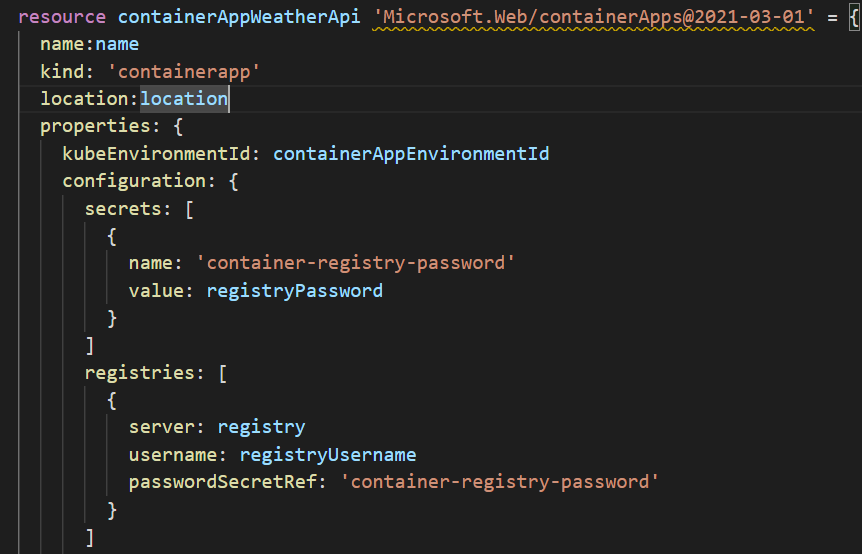 resource containerAppWeatherApi 'Microsoft.Web/containerApps@2021-03-01' = {
name:name
kind: 'containerapp'
location:location
properties: {
kubeEnvironmentId: containerAppEnvironmentId
configuration: {
secrets: [
{
name: 'container-registry-password'
value: registryPassword
}
]
registries: [
{
server: registry
username: registryUsername
passwordSecretRef: 'container-registry-password'
}
]